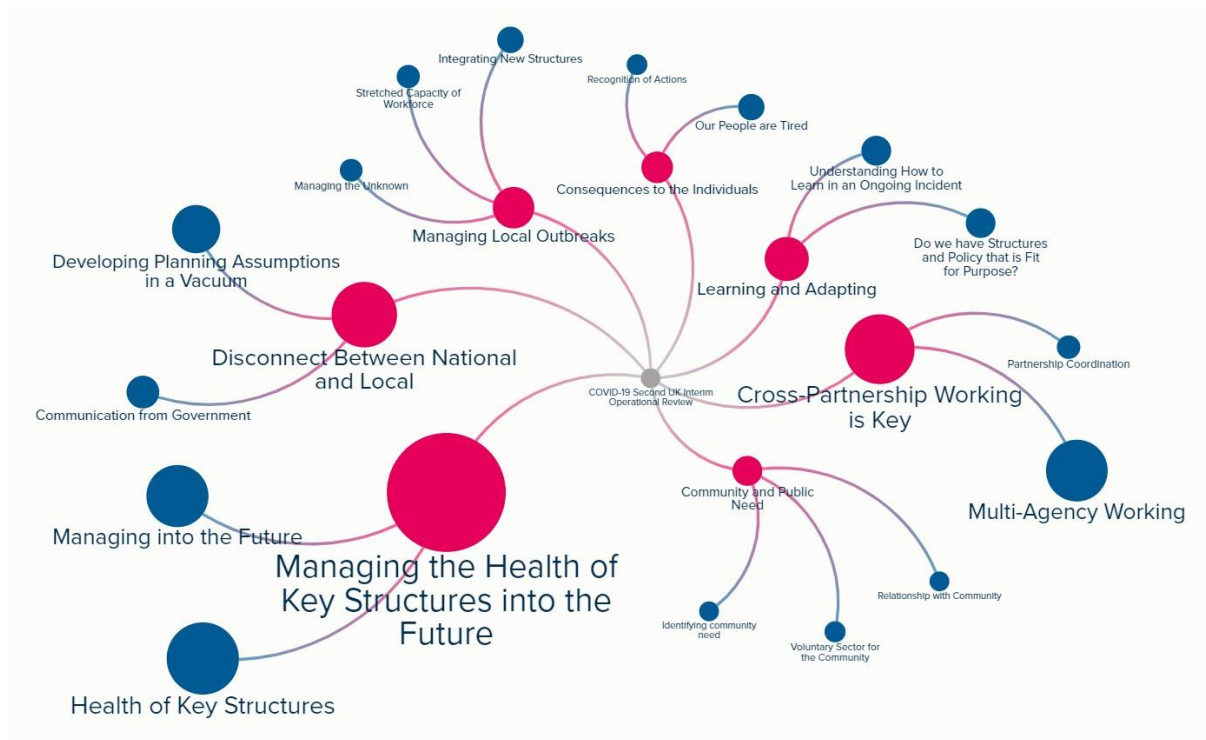 Integrating New Structures
Stretched Capacity of
Workforce
Managing the Unknown
Managing Local Outbreaks
Recognition of Actions
Our People are Tired
Consequences to the Individuals
Understanding How to
Learn in an Ongoing Incident
Do we have Structures
and Policy that is Fit
for Purpose?
Learning and Adapting
Developing Planning Assumptions
in a Vacuum
Disconnect Between National
and Local
Communication from Government
COVID-19 Second UK Interim
Operational Review
Cross-Partnership Working
is Key
Partnership Coordination
Multi-Agency Working
Community and Public
Need
Relationship with Community
Identifying community
need
Voluntary Sector for
the Community
Managing into the Future
Managing the Health of
Key Structures into the
Future
Health of Key Structures